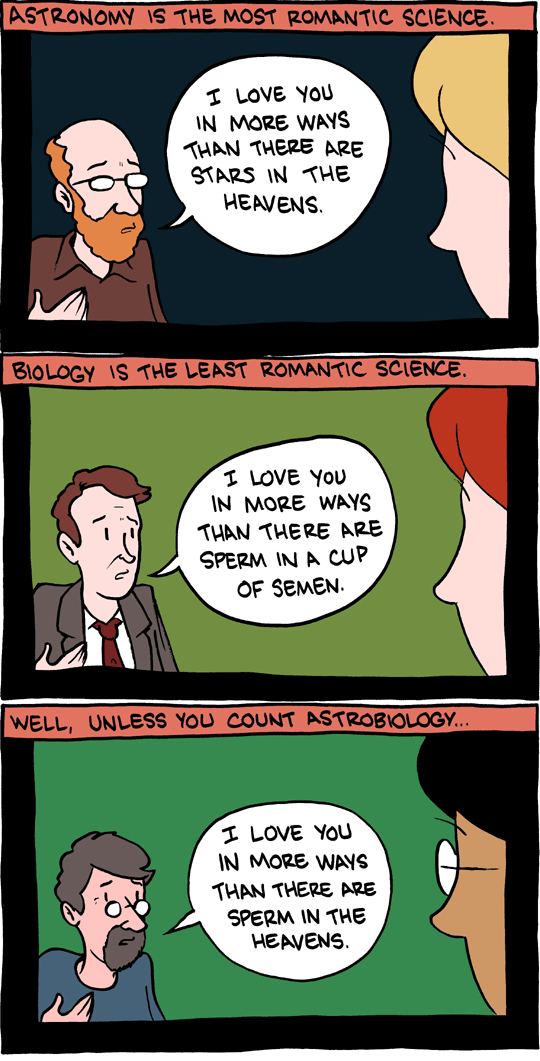 ASTRONOMY IS THE MOST ROMANTIC SCIENCE.
I LOVE YOU
IN MORE WAYS
THAN THERE ARE
STARS IN THE
HEAVENS.
BIOLOGY IS THE LEAST ROMANTIC SCIENCE.
I LOVE YOU
IN MORE WAYS
THAN THERE ARE
SPERM IN A CUP
OF SEMEN.
WELL, UNLESS YOU COUNT ASTROBIOLOGY...
I LOVE YOU
IN MORE WAYS
THAN THERE ARE
SPERM IN THE
HEAVENS.